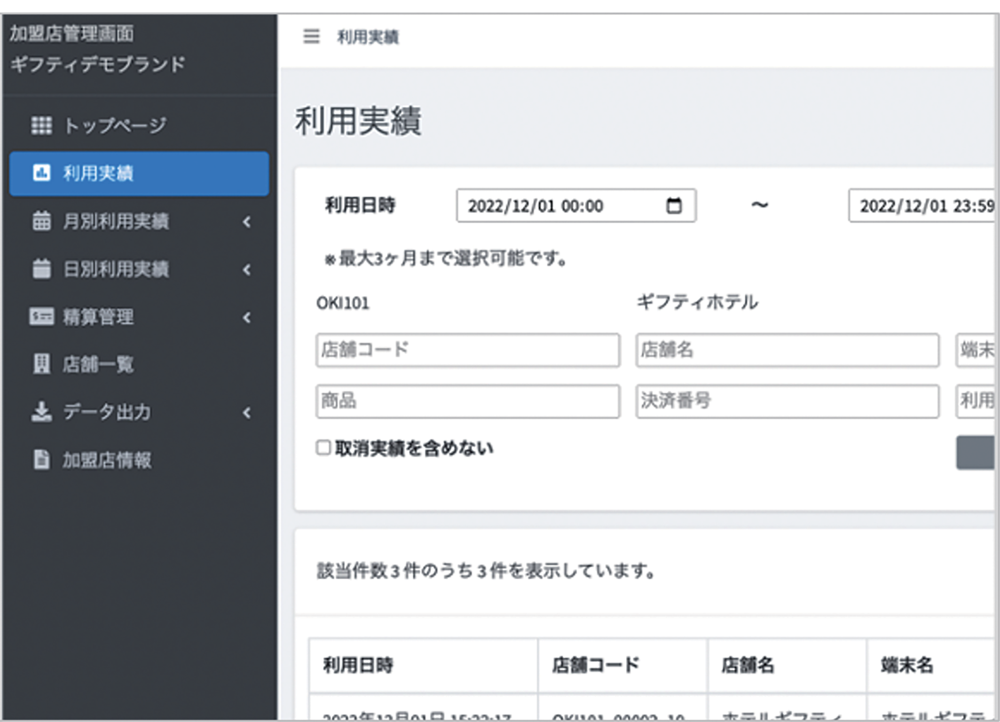 加盟店管理画面
ギフティデモブランド
トップページ
利用実績
月別利用実績
日別利用実績
精算管理
店舗一覧
データ出力
加盟店情報
利用実績
利用実績
利用日時 2022/12/01 00:00 〜 2022/12/01 23:59
※最大3ヶ月まで選択可能です。
OKI101 ギフティホテル
店舗コード 店舗名 端末
商品 決済番号 利用
取消実績を含めない
該当件数 3 件のうち 3 件を表示しています。
利用日時 店舗コード 店舗名 端末名